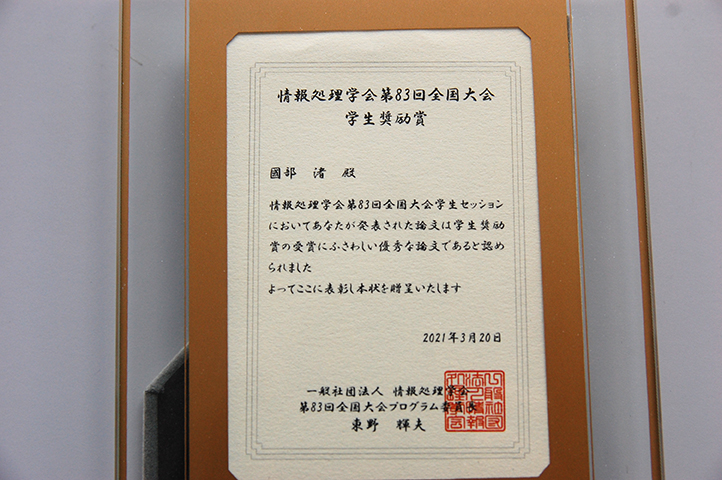 情報処理学会第83回全国大会
学生奨励賞
國部 渚 殿
情報処理学会第83回全国大会学生セッション
においてあなたが発表された論文は学生奨励
賞の受賞にふさわしい優秀な論文であると認め
られました
よってここに表彰し本状を贈呈いたします
2021年3月20日
一般社団法人 情報処理学会
第83回全国大会プログラム委員長
東野 輝夫